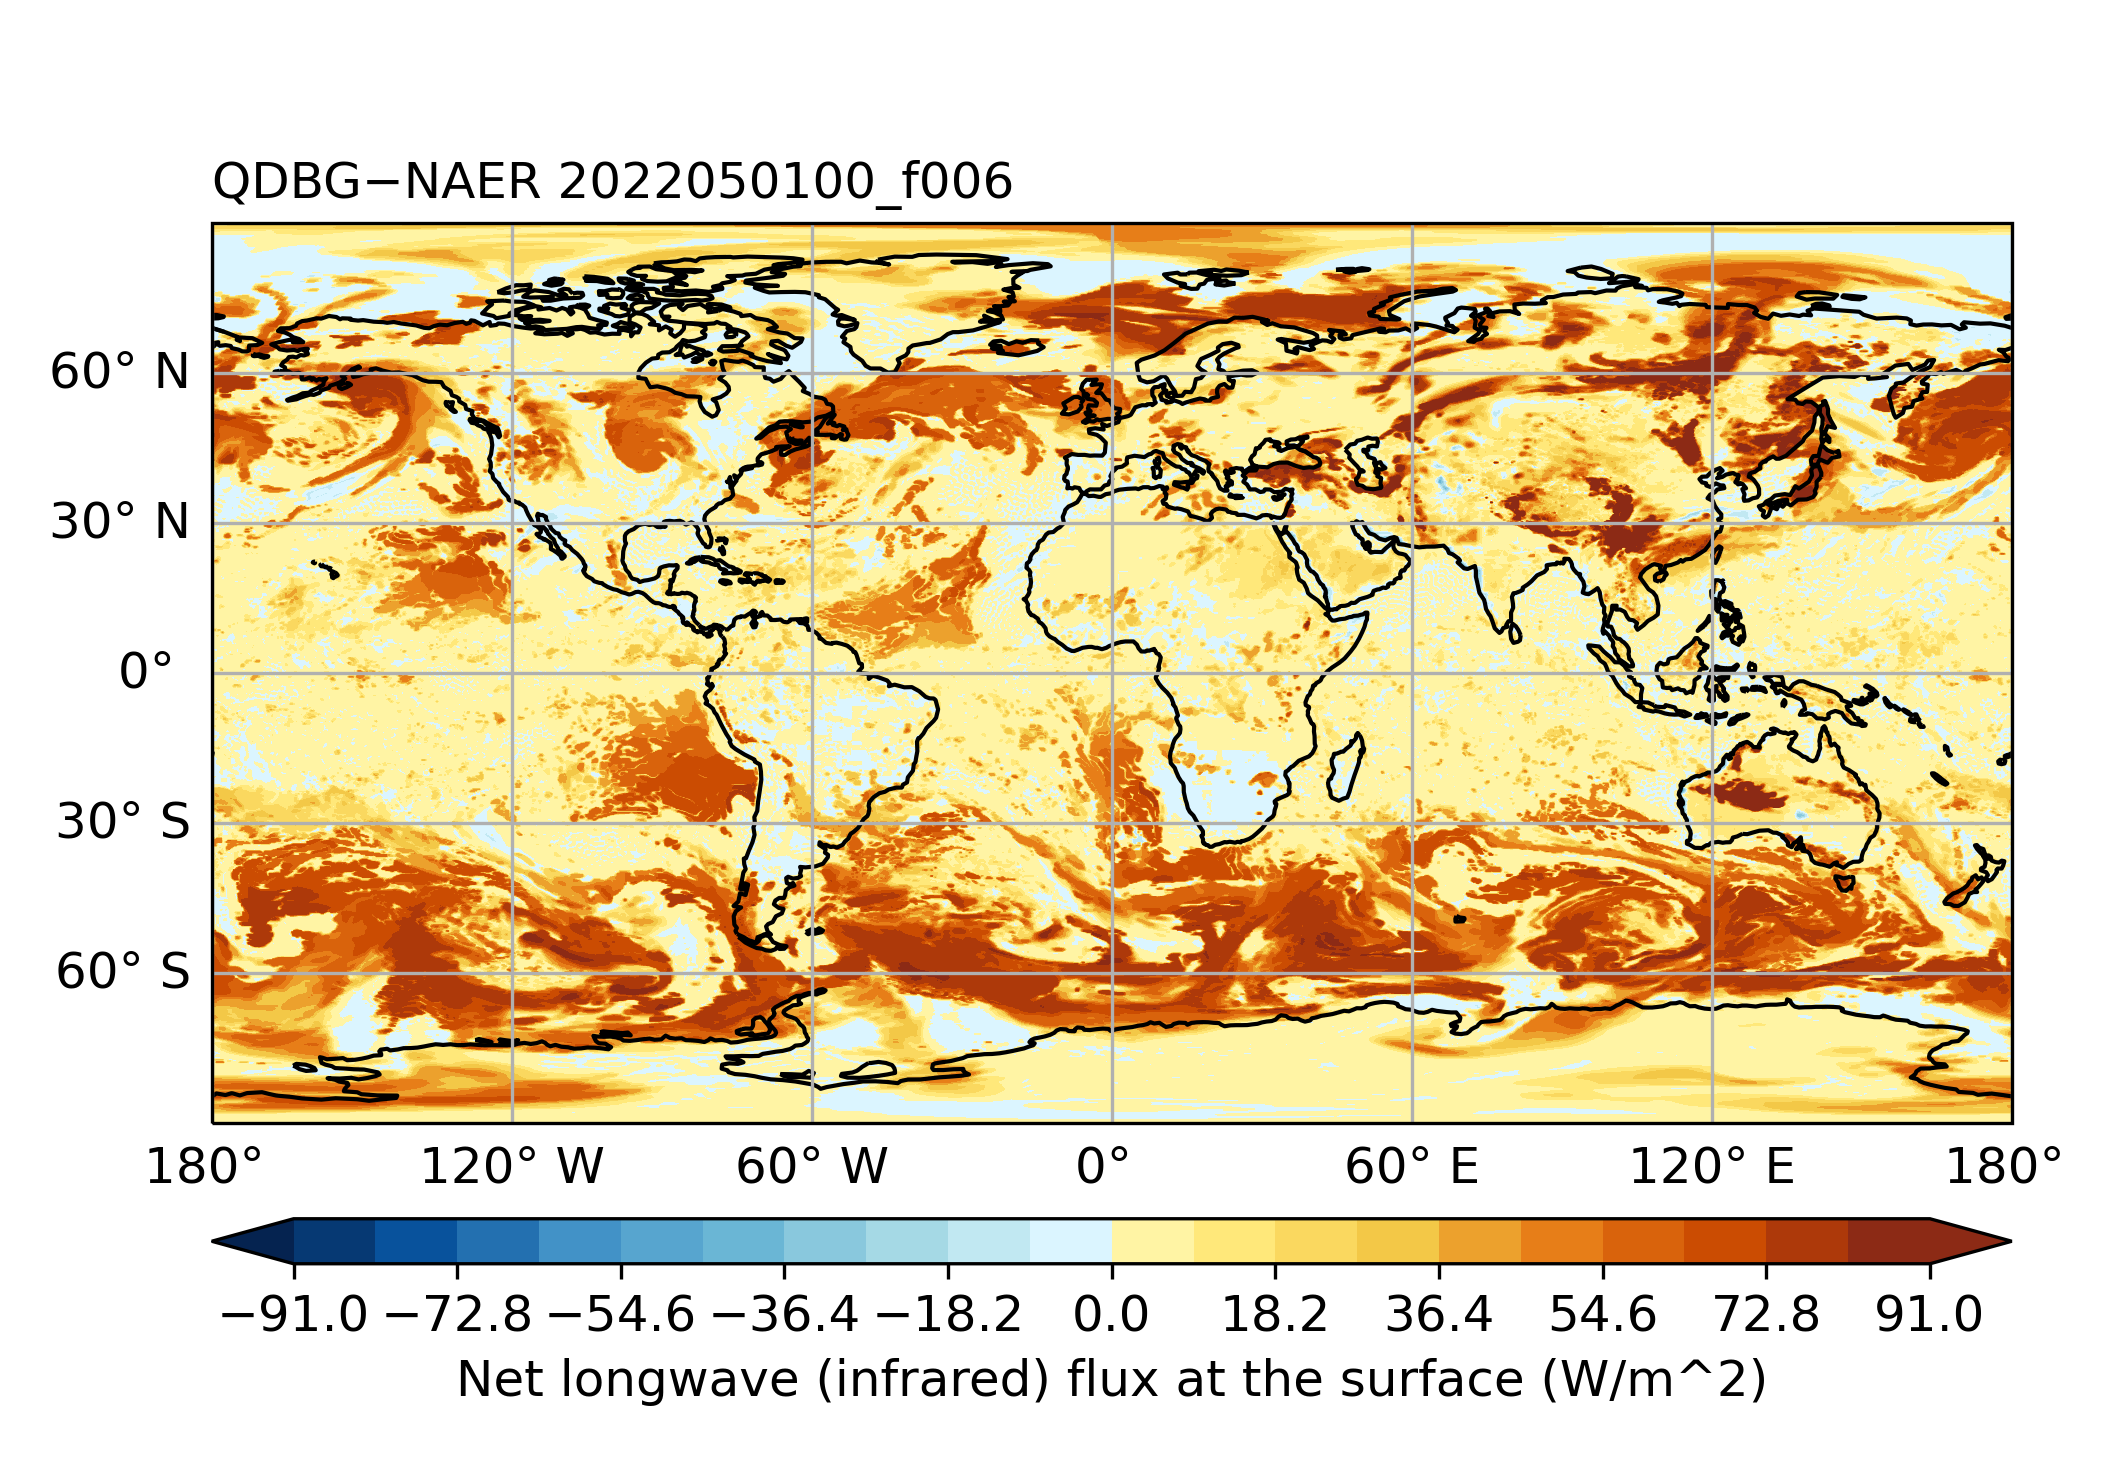 QDBG−NAER 2022050100_f006
60° N
30° N
0°
30° S
60° S
180° 120° W 60° W 0° 60° E 120° E 180°
−91.0 −72.8 −54.6 −36.4 −18.2 0.0 18.2 36.4 54.6 72.8 91.0
Net longwave (infrared) flux at the surface (W/m^2)